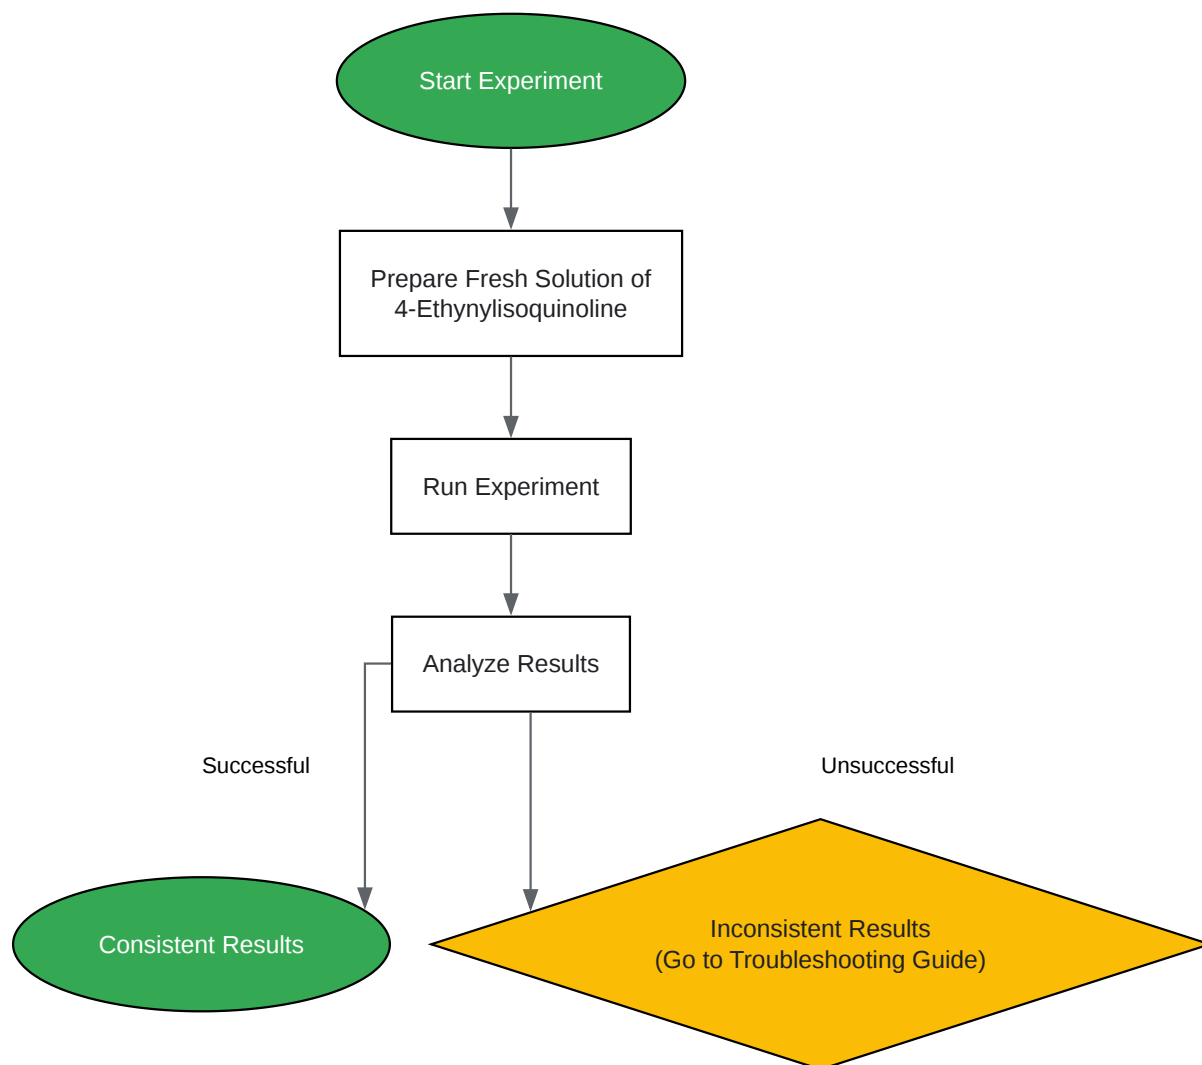 Start Experiment
Prepare Fresh Solution of
4-Ethynylisoquinoline
Run Experiment
Analyze Results
Successful
Unsuccessful
Consistent Results
Inconsistent Results
(Go to Troubleshooting Guide)